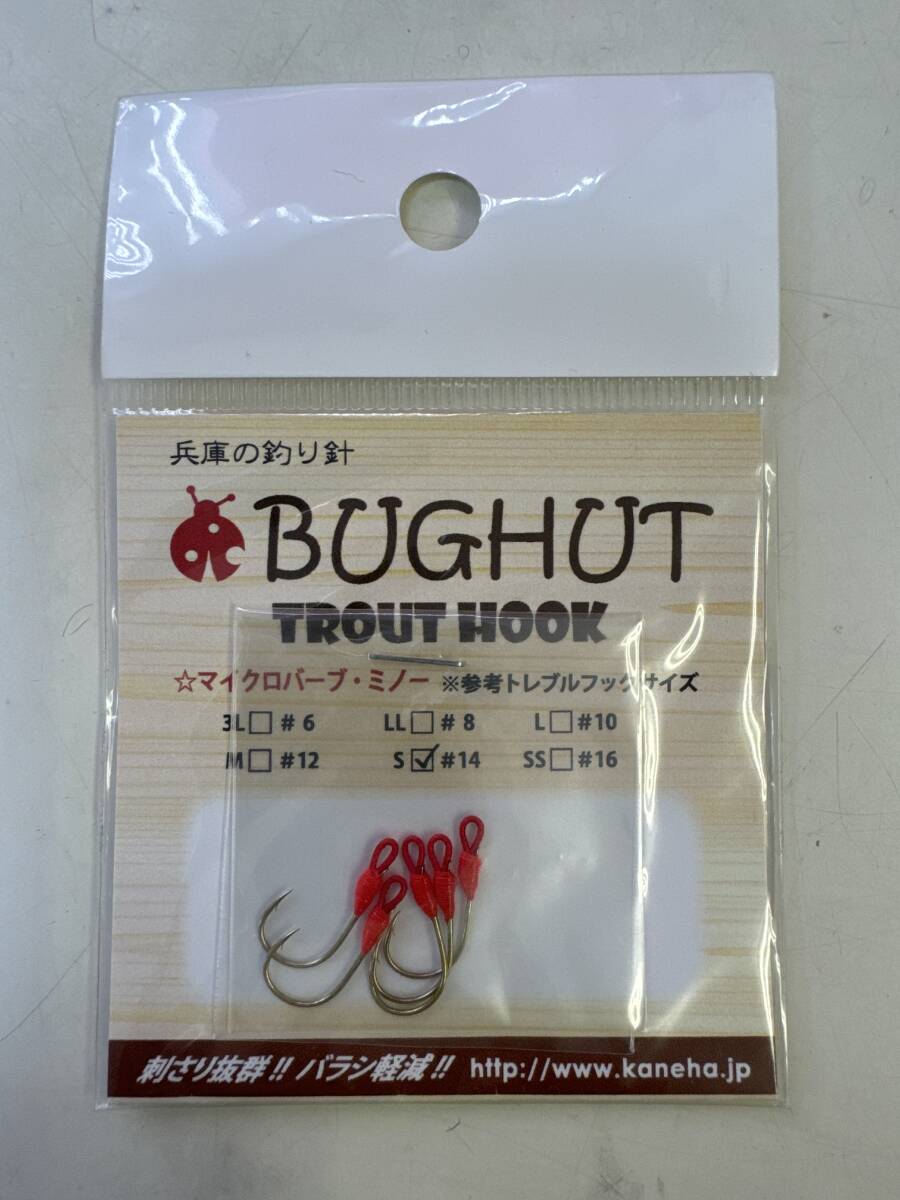 兵庫の釣り針
BUGHUT
TROUT HOOK
☆マイクロバーブ・ミノー ※参考トレブルフックサイズ
3L□ # 6 LL□ # 8 L□ #10
M□ #12 S☑ #14 SS□ #16
刺さり抜群!! バラシ軽減!! http://www.kaneha.jp